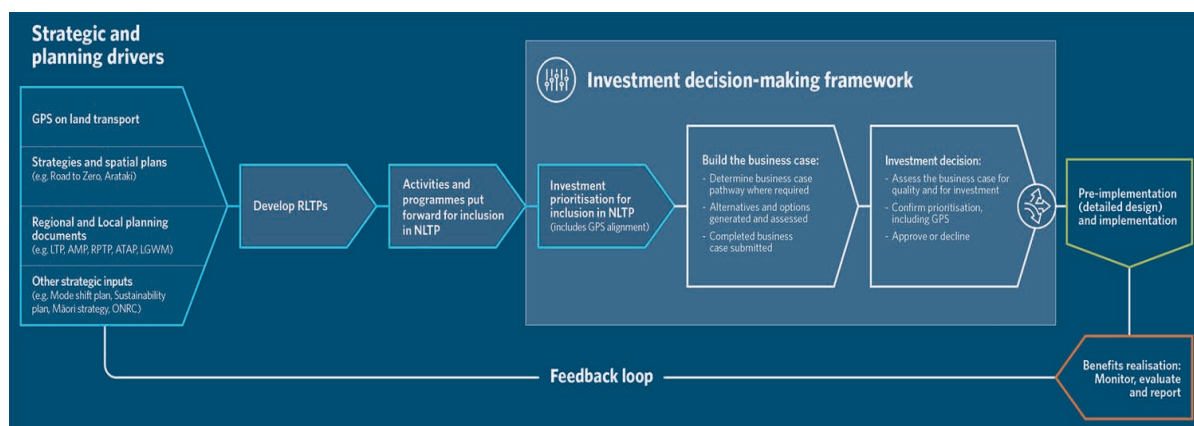 Strategic and
planning drivers
GPS on land transport
Strategies and spatial plans
(e.g. Road to Zero, Arataki)
Regional and Local planning
documents
(e.g. LTP, AMP, RPTP, ATAP, LGWM)
Other strategic inputs
(e.g. Mode shift plan, Sustainability
plan, Māori strategy, ONRC)
Develop RLTPs
Activities and
programmes put
forward for inclusion
in NLTP
Investment decision-making framework
Investment
prioritisation for
inclusion in NLTP
(includes GPS alignment)
Build the business case:
- Determine business case
pathway where required
- Alternatives and options
generated and assessed
- Completed business
case submitted
Investment decision:
- Assess the business case for
quality and for investment
- Confirm prioritisation,
including GPS
- Approve or decline
Pre-implementation
(detailed design)
and implementation
Benefits realisation:
Monitor, evaluate
and report
Feedback loop